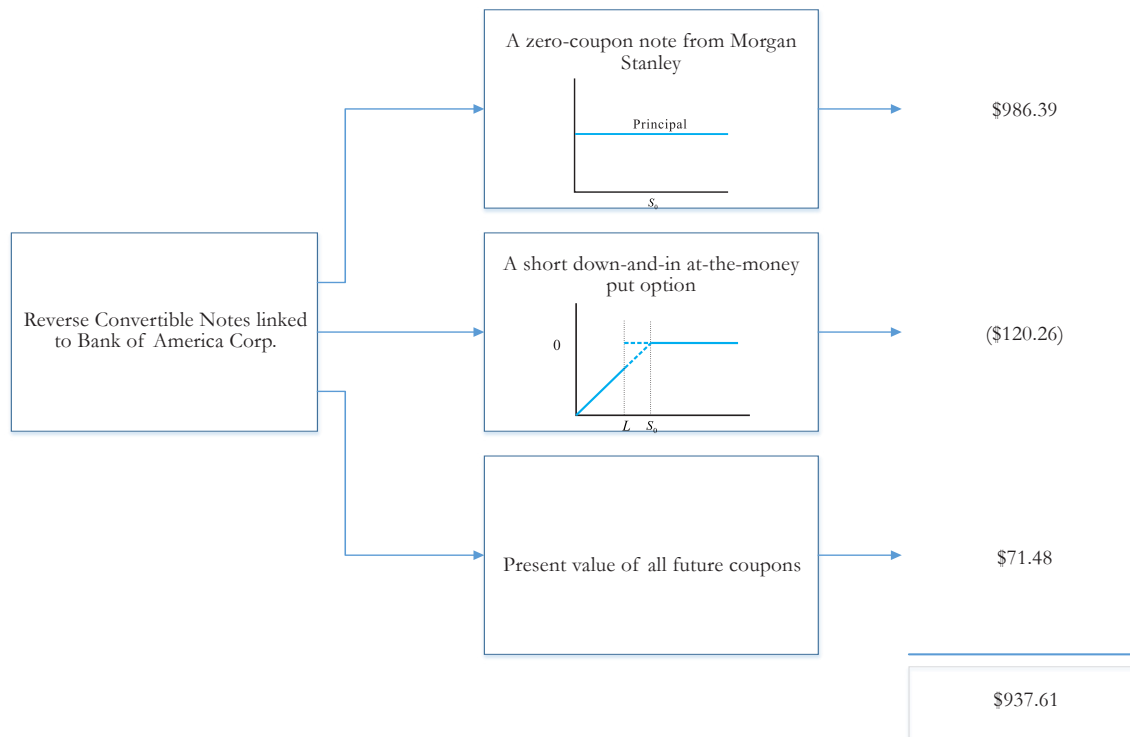 A zero-coupon note from Morgan
Stanley
Principal
S₀
$986.39
Reverse Convertible Notes linked
to Bank of America Corp.
A short down-and-in at-the-money
put option
0
L S₀
($120.26)
Present value of all future coupons
$71.48
$937.61